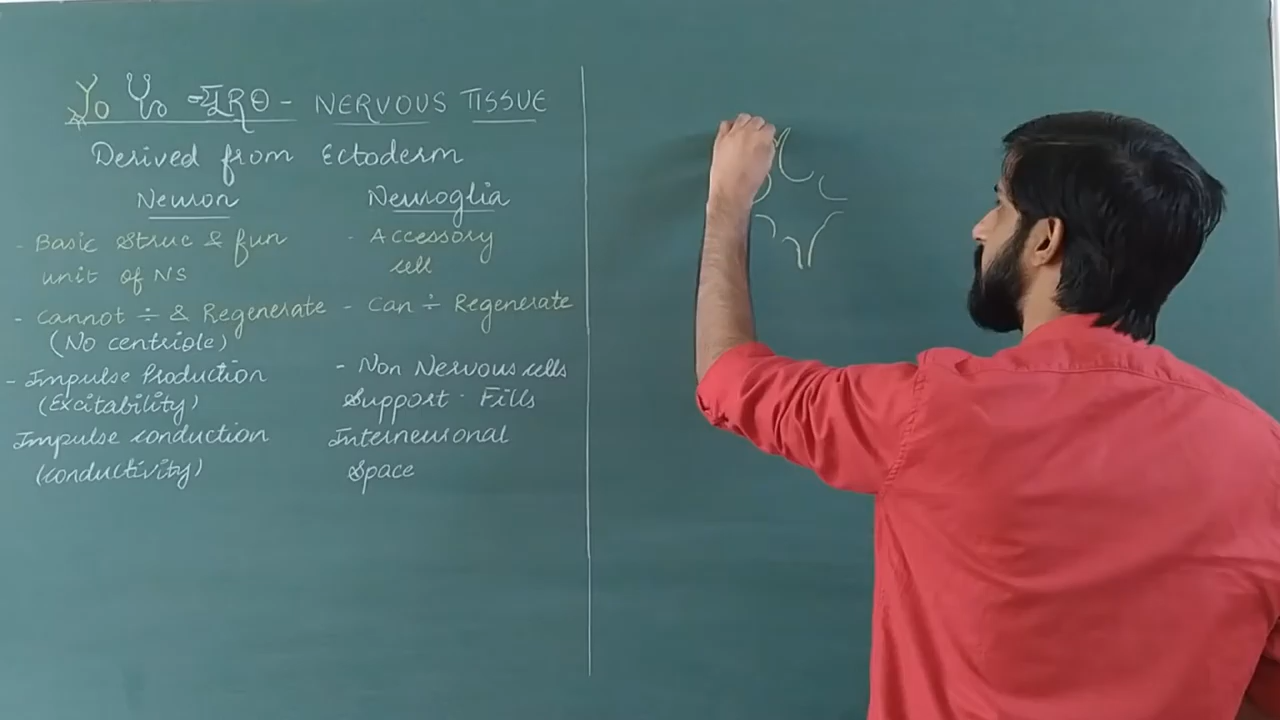 न्यूRO - NERVOUS TISSUE
Derived from Ectoderm
Neuron
Neuroglia
- Basic Struc & fun
unit of NS
- Accessory
cell
- Cannot ÷ & Regenerate
(No centriole)
- Can ÷ Regenerate
- Impulse Production
(Excitability)
Impulse conduction
(conductivity)
- Non Nervous cells
Support. Fills
Interneuronal
Space